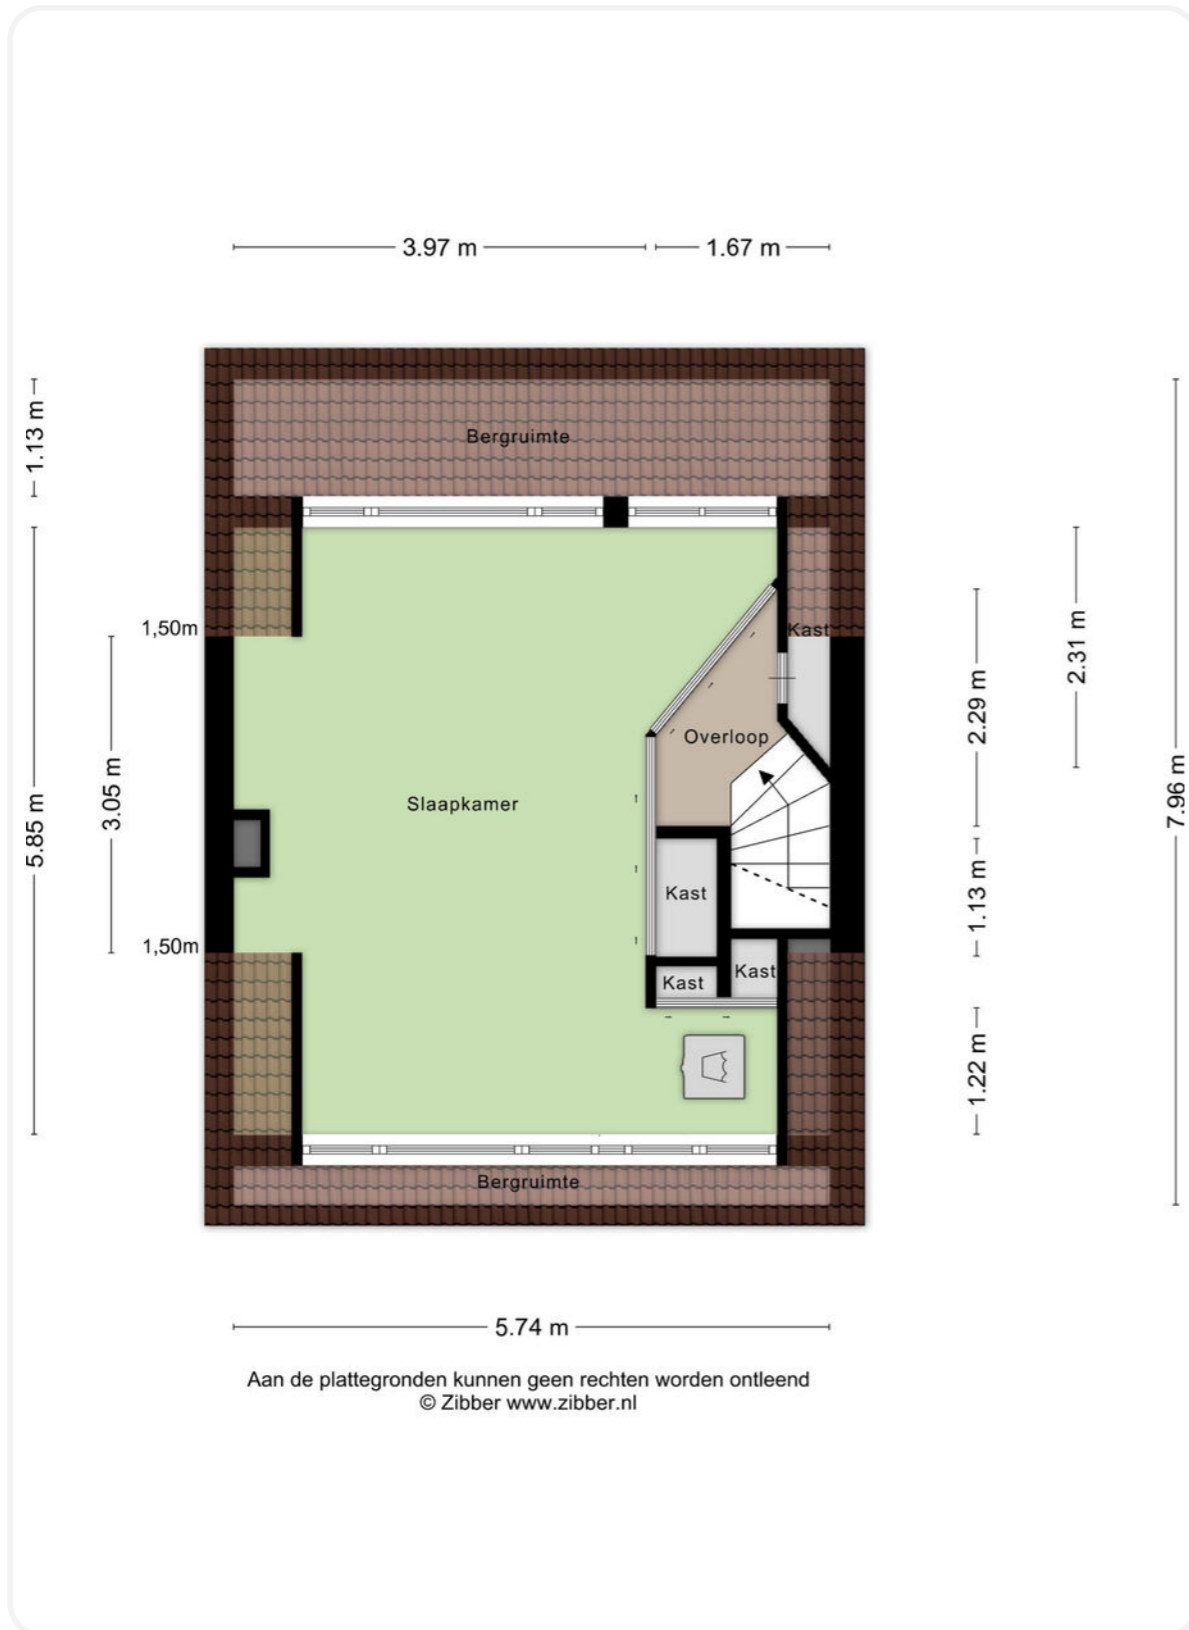 3.97 m
1.67 m
1.13 m
Bergruimte
1,50m
Kast
2.31 m
2.29 m
Overloop
3.05 m
5.85 m
Slaapkamer
7.96 m
Kast
1.13 m
1,50m
Kast
Kast
1.22 m
Bergruimte
5.74 m
Aan de plattegronden kunnen geen rechten worden ontleend
© Zibber www.zibber.nl